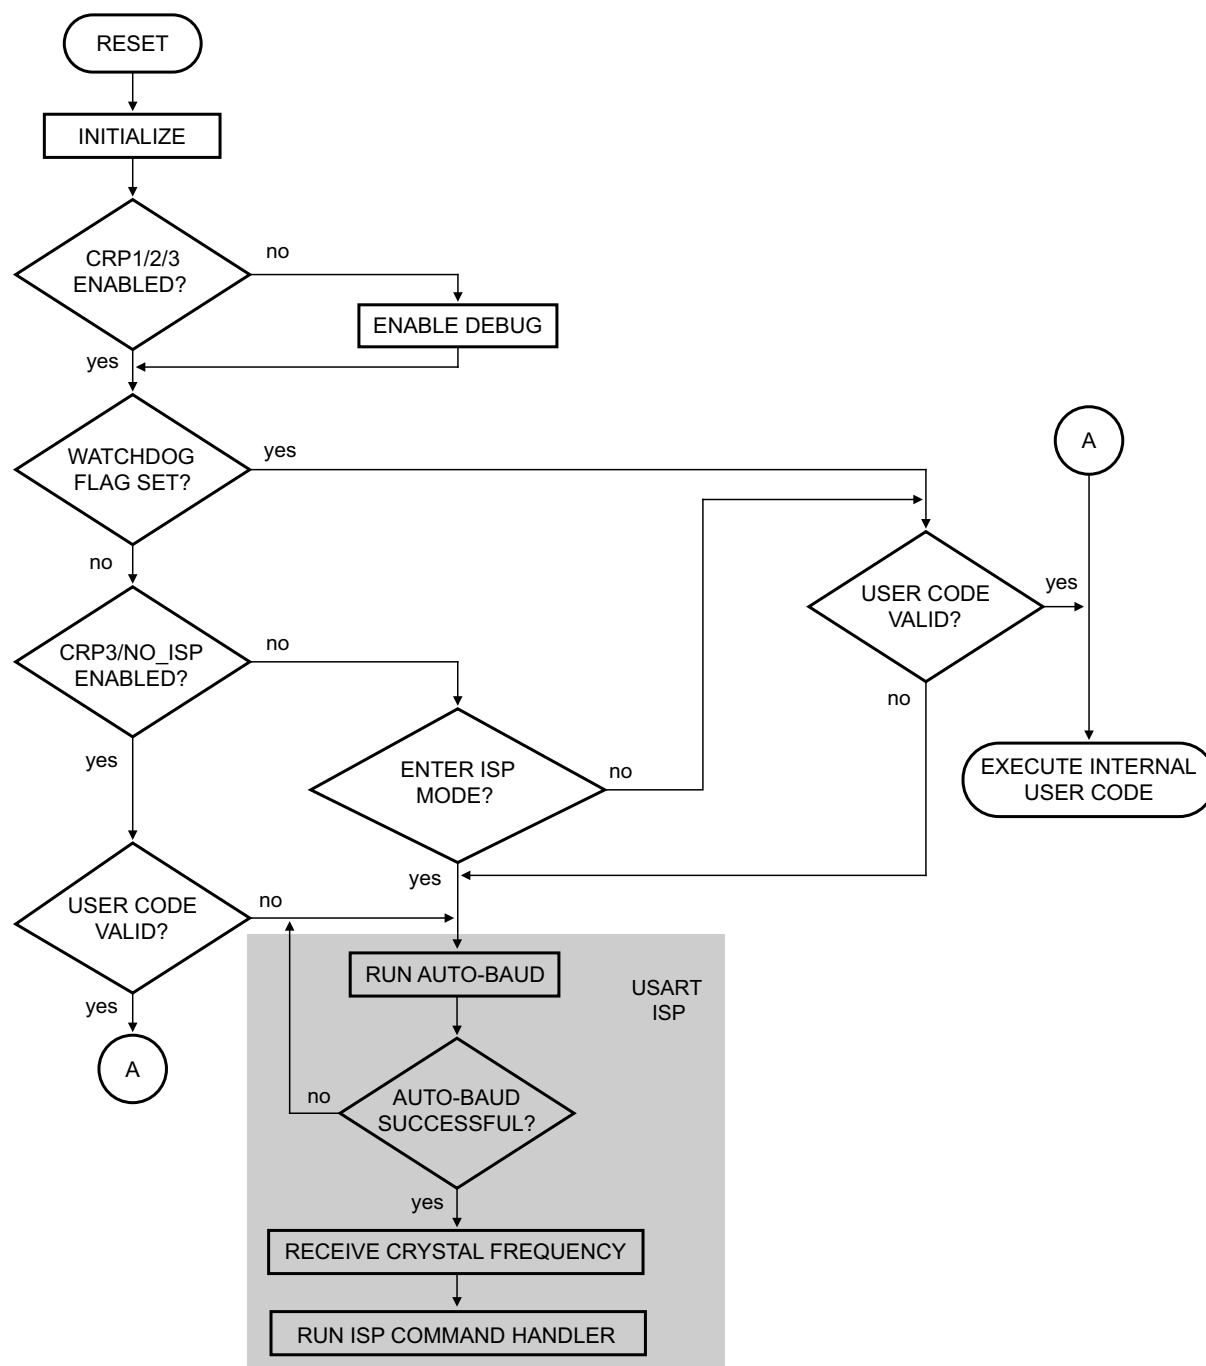 RESET
INITIALIZE
CRP1/2/3
ENABLED?
no
ENABLE DEBUG
yes
WATCHDOG
FLAG SET?
yes
A
no
USER CODE
VALID?
yes
no
CRP3/NO_ISP
ENABLED?
no
yes
ENTER ISP
MODE?
no
EXECUTE INTERNAL
USER CODE
yes
USER CODE
VALID?
no
yes
RUN AUTO-BAUD
USART
ISP
A
AUTO-BAUD
SUCCESSFUL?
no
yes
RECEIVE CRYSTAL FREQUENCY
RUN ISP COMMAND HANDLER